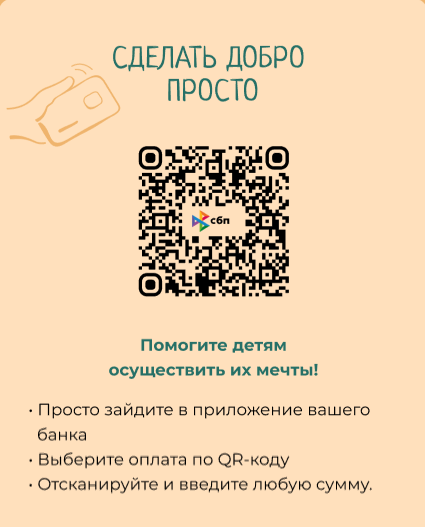 СДЕЛАТЬ ДОБРО
ПРОСТО
сбп
Помогите детям
осуществить их мечты!
• Просто зайдите в приложение вашего
банка
• Выберите оплата по QR-коду
• Отсканируйте и введите любую сумму.